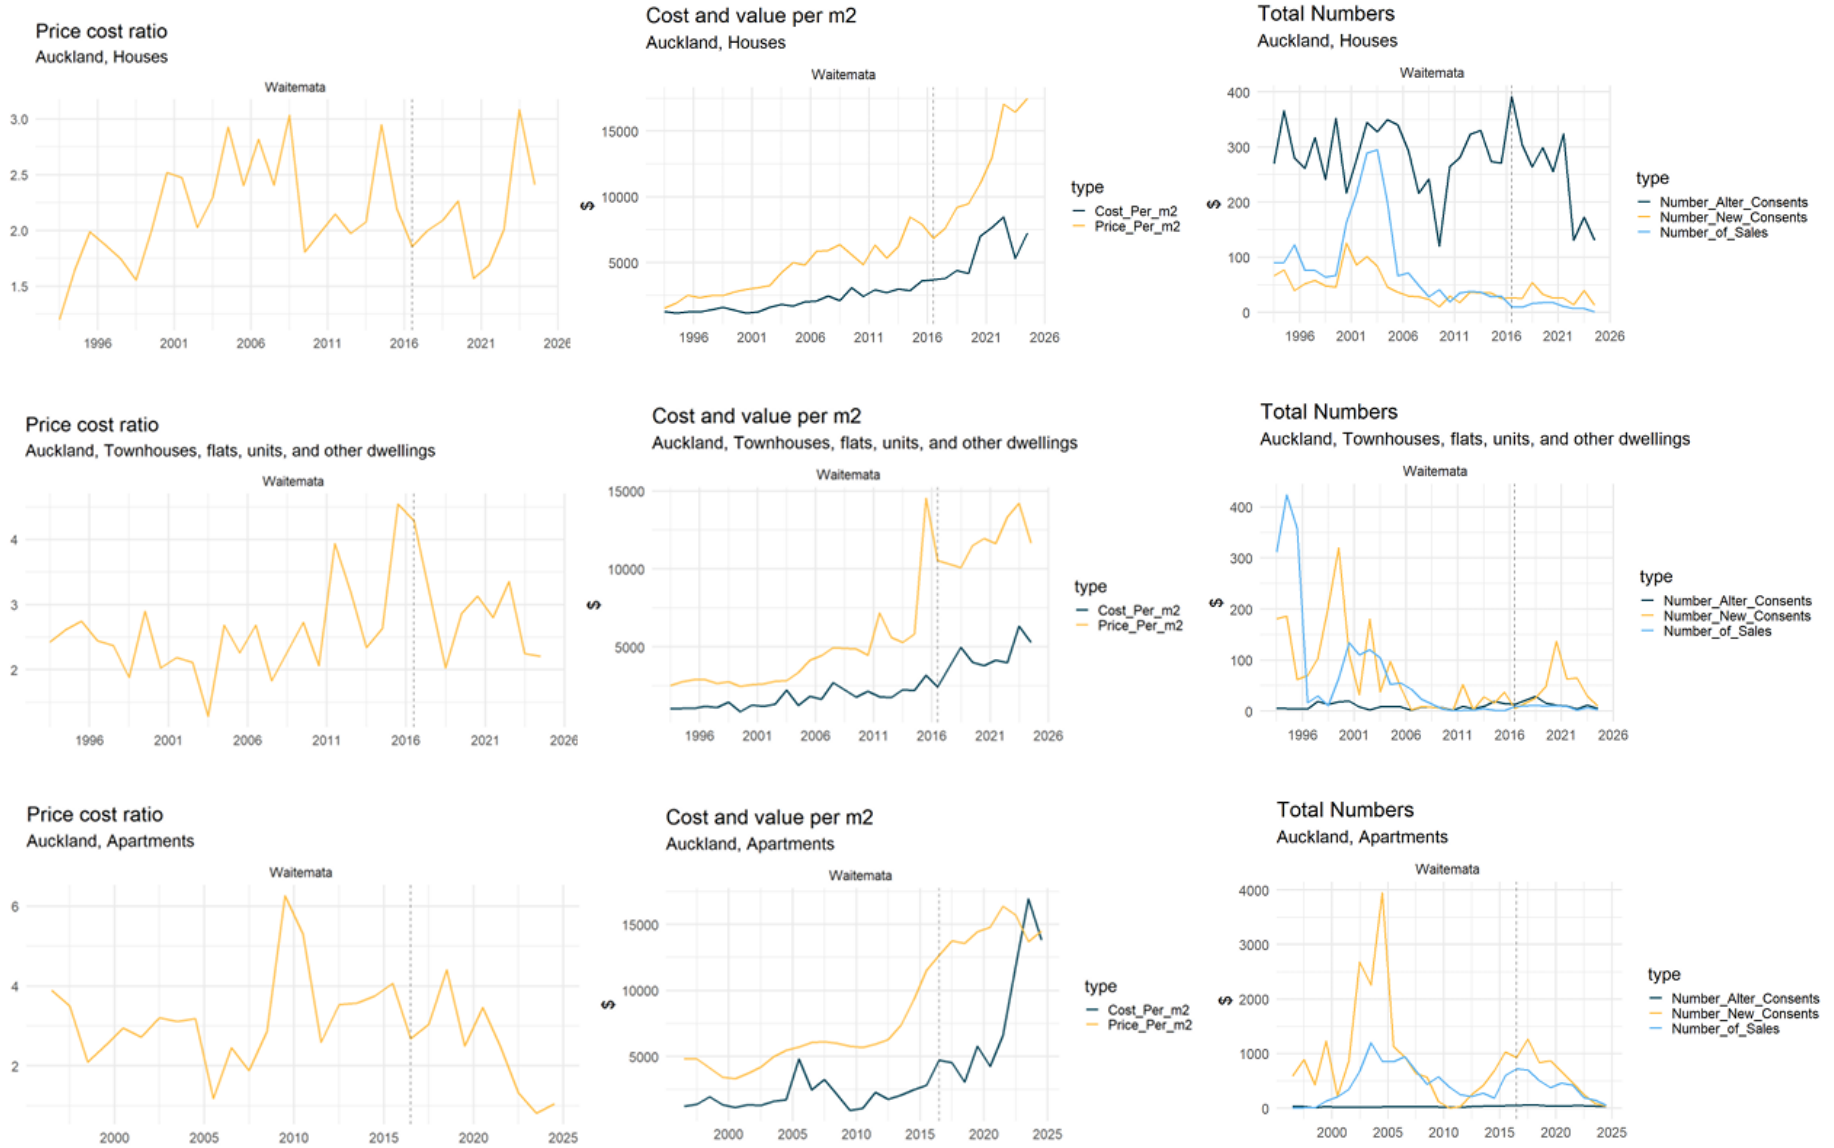 Price cost ratio
Auckland, Houses
Waitemata
3.0
2.5
2.0
1.5
1996 2001 2006 2011 2016 2021 2026
Cost and value per m2
Auckland, Houses
Waitemata
15000
10000
5000
$
1996 2001 2006 2011 2016 2021 2026
type
Cost_Per_m2
Price_Per_m2
Total Numbers
Auckland, Houses
Waitemata
400
300
200
100
0
$
1996 2001 2006 2011 2016 2021 2026
type
Number_Alter_Consents
Number_New_Consents
Number_of_Sales
Price cost ratio
Auckland, Townhouses, flats, units, and other dwellings
Waitemata
4
3
2
1996 2001 2006 2011 2016 2021 2026
Cost and value per m2
Auckland, Townhouses, flats, units, and other dwellings
Waitemata
15000
10000
5000
$
1996 2001 2006 2011 2016 2021 2026
type
Cost_Per_m2
Price_Per_m2
Total Numbers
Auckland, Townhouses, flats, units, and other dwellings
Waitemata
400
300
200
100
0
$
1996 2001 2006 2011 2016 2021 2026
type
Number_Alter_Consents
Number_New_Consents
Number_of_Sales
Price cost ratio
Auckland, Apartments
Waitemata
6
4
2
2000 2005 2010 2015 2020 2025
Cost and value per m2
Auckland, Apartments
Waitemata
15000
10000
5000
$
2000 2005 2010 2015 2020 2025
type
Cost_Per_m2
Price_Per_m2
Total Numbers
Auckland, Apartments
Waitemata
4000
3000
2000
1000
0
$
2000 2005 2010 2015 2020 2025
type
Number_Alter_Consents
Number_New_Consents
Number_of_Sales